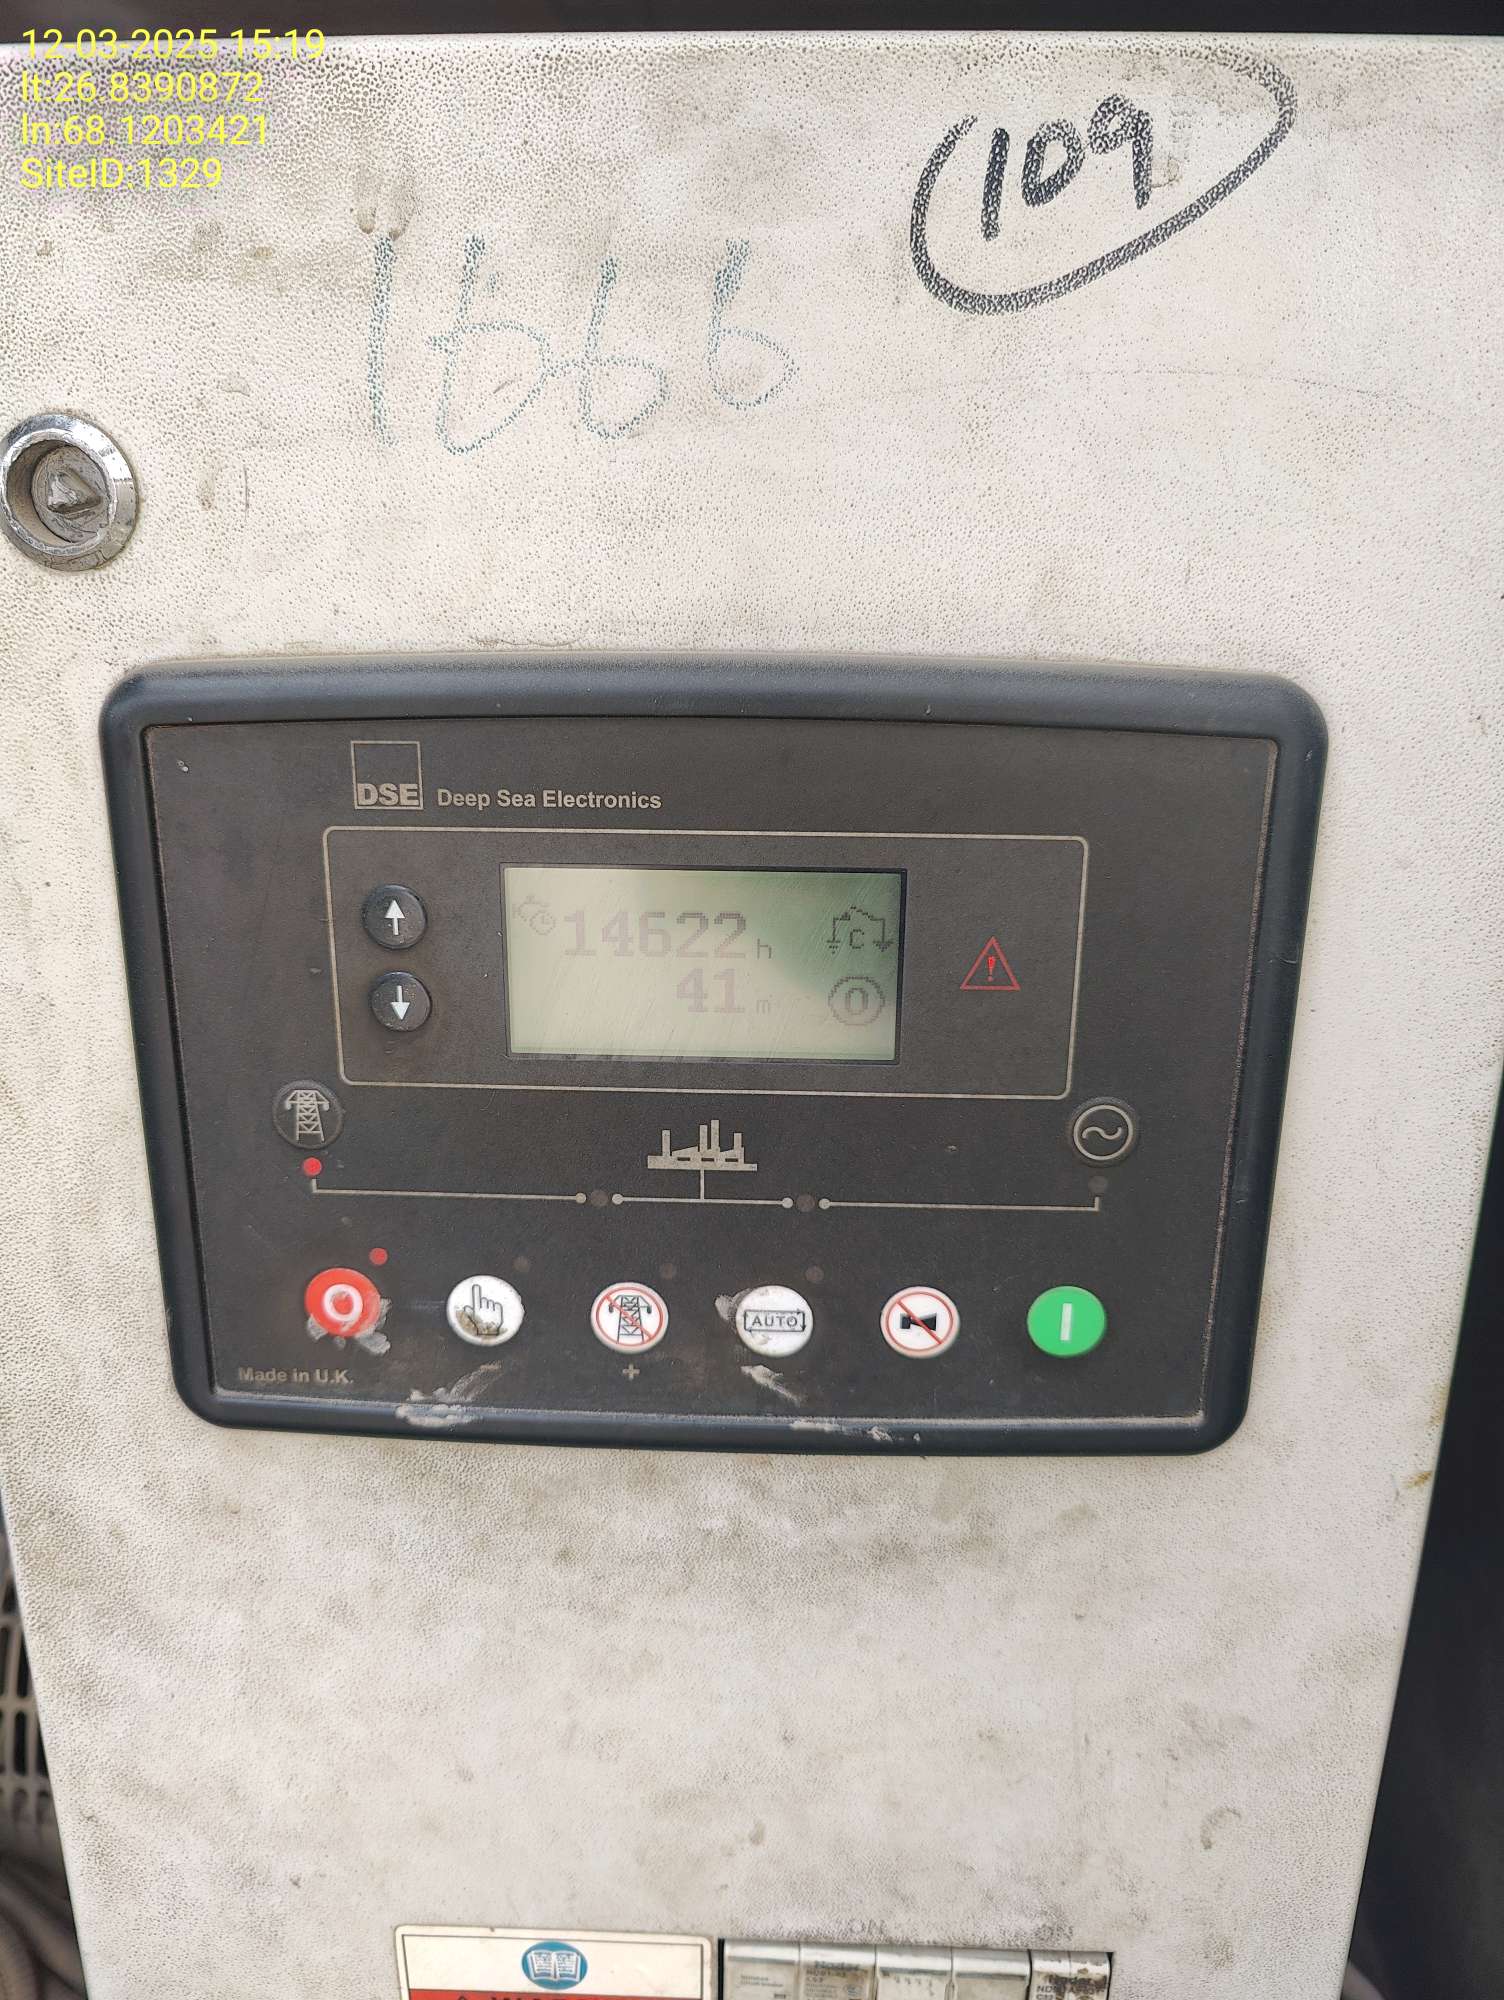 12-03-2025 15:19
lt:26.8390872
ln:68.1203421
SiteID:1329
109
1666
DSE Deep Sea Electronics
14622 h
41 m
C
0
AUTO
Made in U.K.